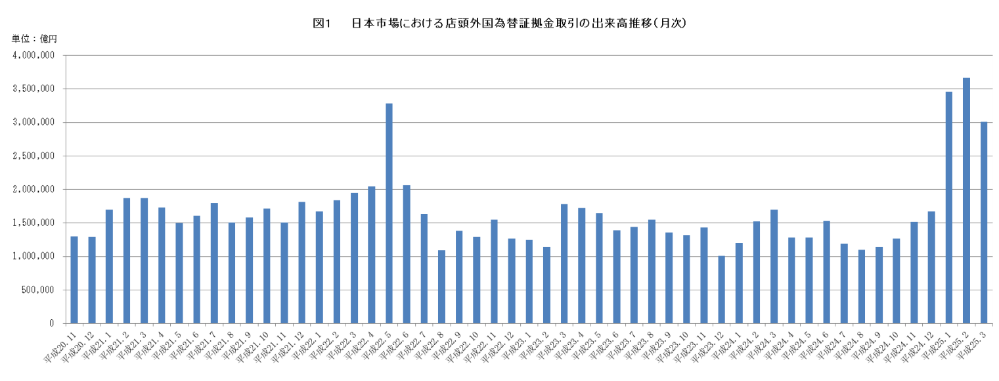 図1　日本市場における店頭外国為替証拠金取引の出来高推移(月次)
単位：億円
4,000,000
3,500,000
3,000,000
2,500,000
2,000,000
1,500,000
1,000,000
500,000
0
平成20.11
平成20.12
平成21.1
平成21.2
平成21.3
平成21.4
平成21.5
平成21.6
平成21.7
平成21.8
平成21.9
平成21.10
平成21.11
平成21.12
平成22.1
平成22.2
平成22.3
平成22.4
平成22.5
平成22.6
平成22.7
平成22.8
平成22.9
平成22.10
平成22.11
平成22.12
平成23.1
平成23.2
平成23.3
平成23.4
平成23.5
平成23.6
平成23.7
平成23.8
平成23.9
平成23.10
平成23.11
平成23.12
平成24.1
平成24.2
平成24.3
平成24.4
平成24.5
平成24.6
平成24.7
平成24.8
平成24.9
平成24.10
平成24.11
平成24.12
平成25.1
平成25.2
平成25.3